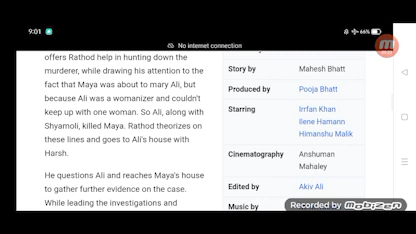 9:01
66%
No internet connection
offers Rathod help in hunting down the
murderer, while drawing his attention to the
fact that Maya was about to marry Ali, but
because Ali was a womanizer and couldn't
keep up with one woman. So Ali, along with
Shyamoli, killed Maya. Rathod theorizes on
these lines and goes to Ali's house with
Harsh.
He questions Ali and reaches Maya's house
to gather further evidence on the case.
While leading the investigations and
Story by Mahesh Bhatt
Produced by Pooja Bhatt
Starring Irrfan Khan
Ilene Hamann
Himanshu Malik
Cinematography Anshuman
Mahaley
Edited by Akiv Ali
Music by
Recorded by
MOBIZEN